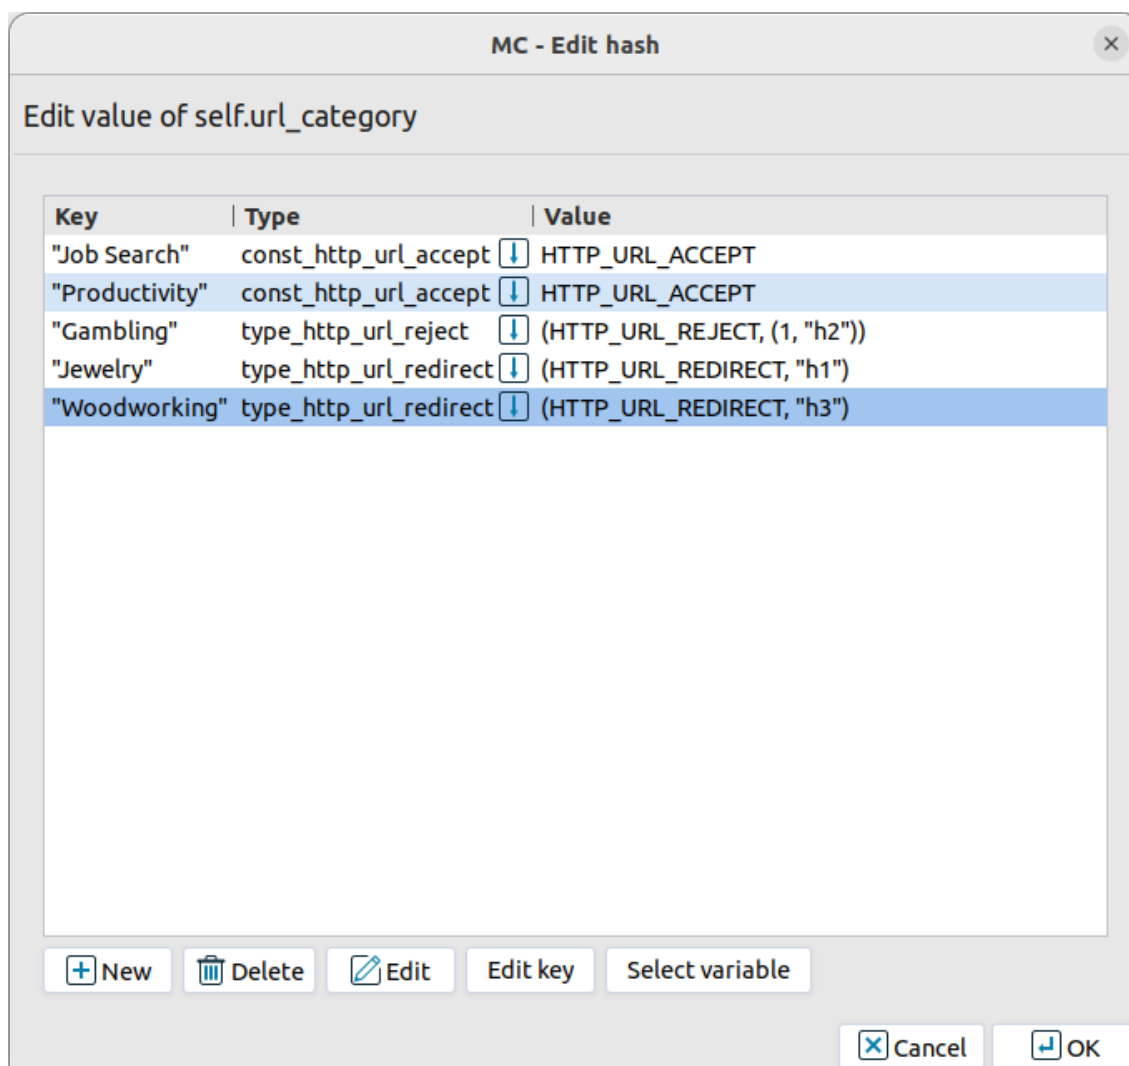 MC - Edit hash
Edit value of self.url_category
Key Type Value
"Job Search" const_http_url_accept HTTP_URL_ACCEPT
"Productivity" const_http_url_accept HTTP_URL_ACCEPT
"Gambling" type_http_url_reject (HTTP_URL_REJECT, (1, "h2"))
"Jewelry" type_http_url_redirect (HTTP_URL_REDIRECT, "h1")
"Woodworking" type_http_url_redirect (HTTP_URL_REDIRECT, "h3")
New Delete Edit Edit key Select variable
Cancel OK